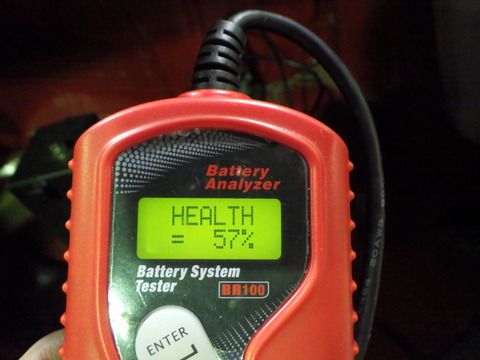 Battery
Analyzer
HEALTH
= 57%
Battery System
Tester
BA100
ENTER